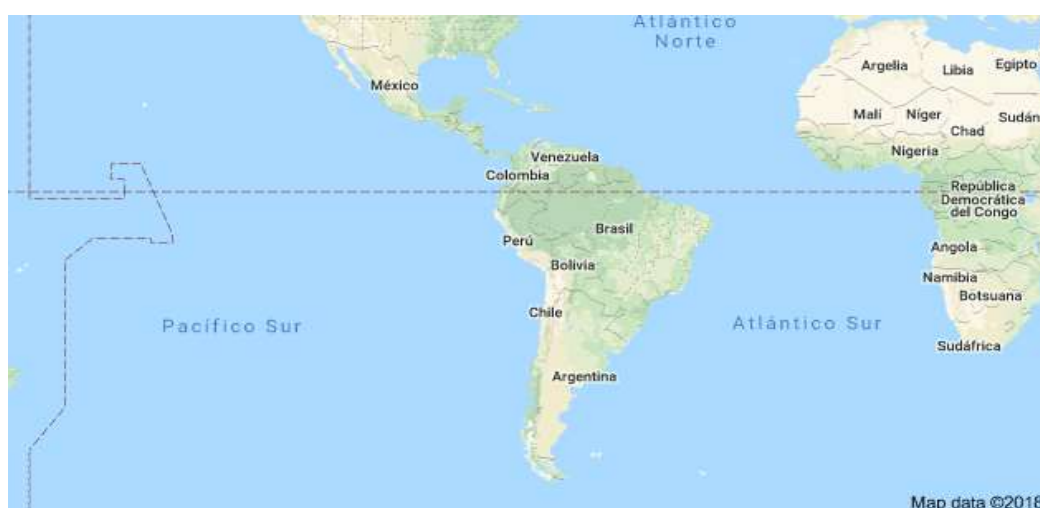 Atlántico
Norte
México
Argelia
Libia
Egipto
Malí
Níger
Chad
Sudán
Nigeria
Venezuela
Colombia
República
Democrática
del Congo
Brasil
Perú
Bolivia
Angola
Namibia
Botsuana
Chile
Pacífico Sur
Atlántico Sur
Sudáfrica
Argentina
Map data ©2018